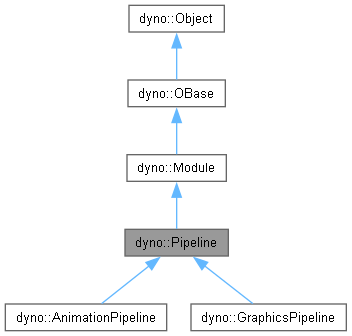 dyno::Object
dyno::OBase
dyno::Module
dyno::Pipeline
dyno::AnimationPipeline
dyno::GraphicsPipeline